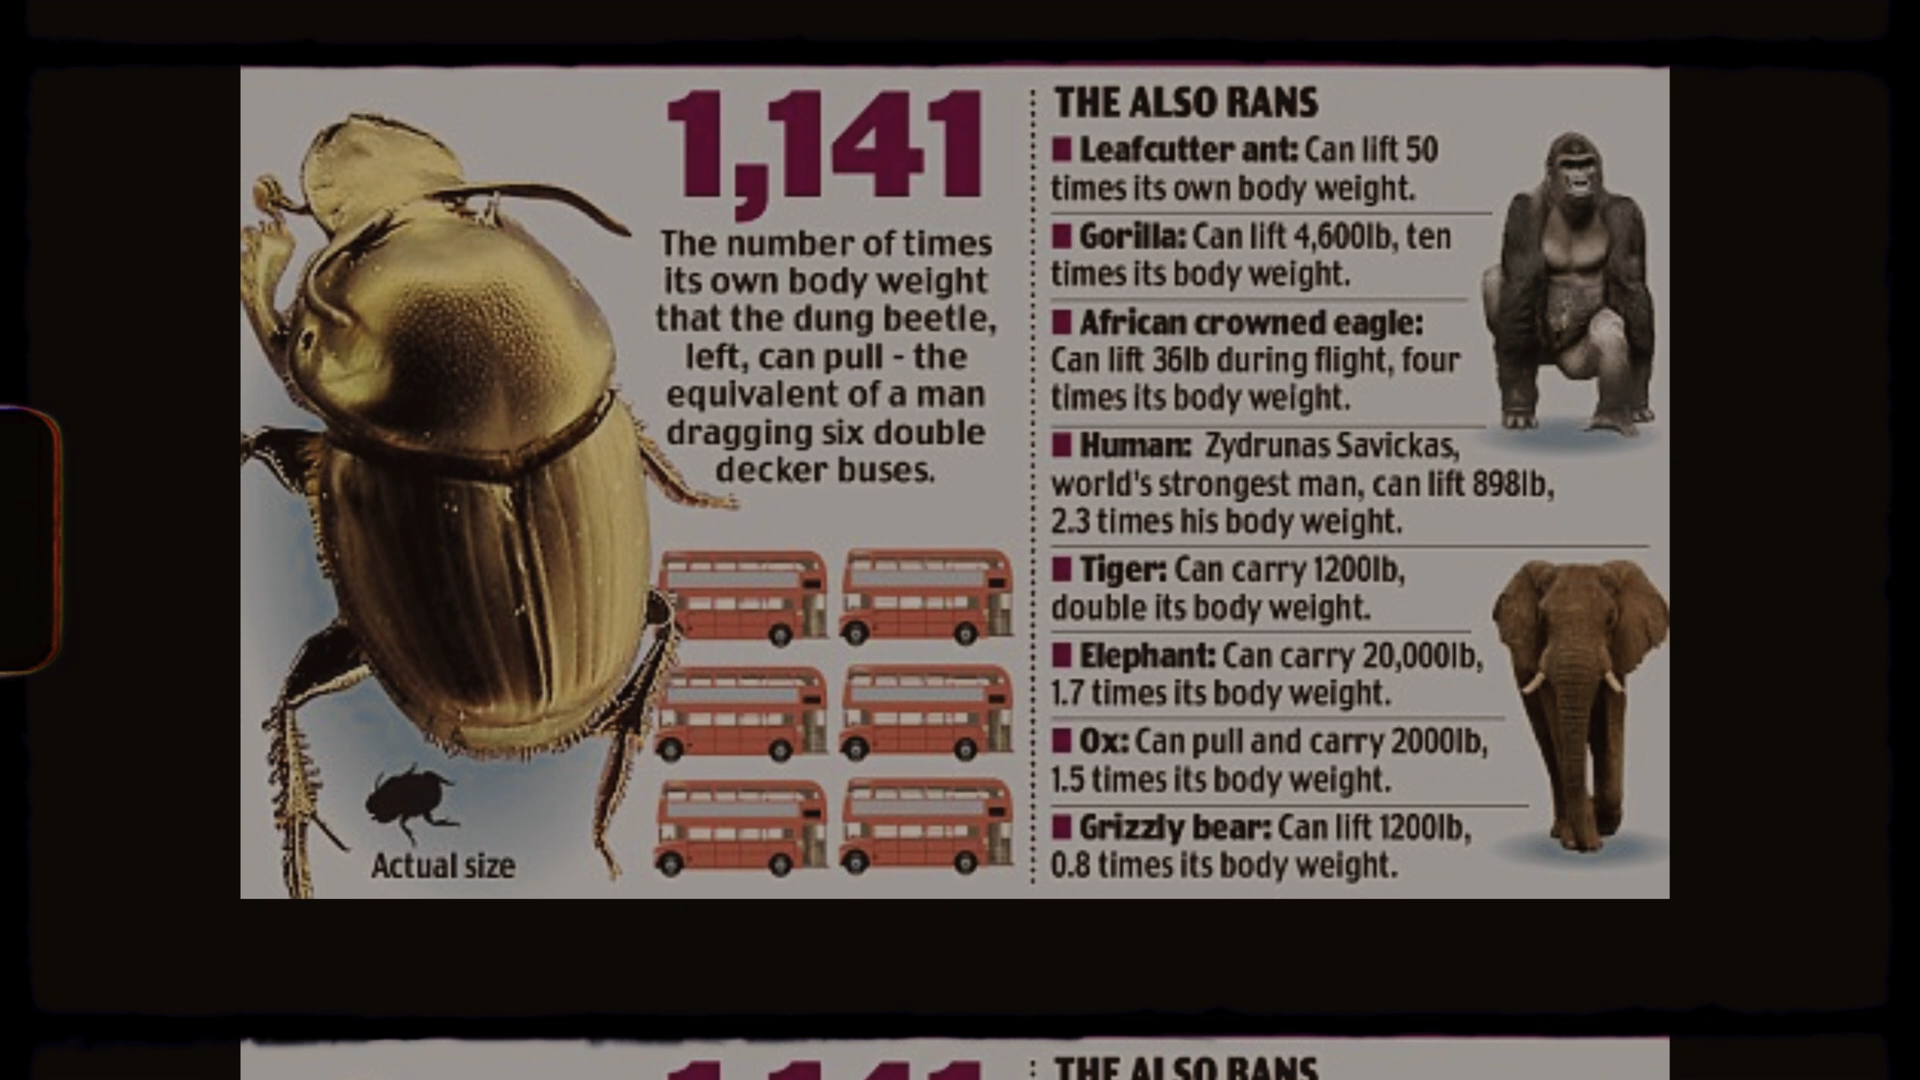 1,141
The number of times
its own body weight
that the dung beetle,
left, can pull - the
equivalent of a man
dragging six double
decker buses.
Actual size
THE ALSO RANS
Leafcutter ant: Can lift 50
times its own body weight.
Gorilla: Can lift 4,600lb, ten
times its body weight.
African crowned eagle:
Can lift 36lb during flight, four
times its body weight.
Human: Zydrunas Savickas,
world's strongest man, can lift 898lb,
2.3 times his body weight.
Tiger: Can carry 1200lb,
double its body weight.
Elephant: Can carry 20,000lb,
1.7 times its body weight.
Ox: Can pull and carry 2000lb,
1.5 times its body weight.
Grizzly bear: Can lift 1200lb,
0.8 times its body weight.
1,141
THE ALSO RANS